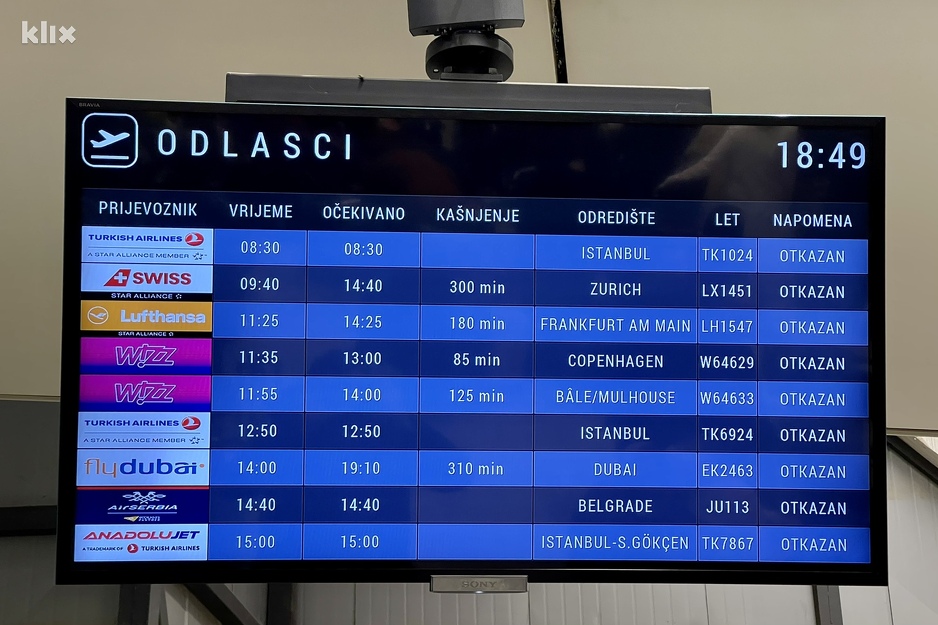 klix
BRAVIA
ODLASCI 18:49
PRIJEVOZNIK VRIJEME OČEKIVANO KAŠNJENJE ODREDIŠTE LET NAPOMENA
TURKISH AIRLINES 08:30 08:30 ISTANBUL TK1024 OTKAZAN
A STAR ALLIANCE MEMBER
SWISS 09:40 14:40 300 min ZURICH LX1451 OTKAZAN
STAR ALLIANCE
Lufthansa 11:25 14:25 180 min FRANKFURT AM MAIN LH1547 OTKAZAN
STAR ALLIANCE
WIZZ 11:35 13:00 85 min COPENHAGEN W64629 OTKAZAN
WIZZ 11:55 14:00 125 min BÂLE/MULHOUSE W64633 OTKAZAN
TURKISH AIRLINES 12:50 12:50 ISTANBUL TK6924 OTKAZAN
A STAR ALLIANCE MEMBER
flydubai 14:00 19:10 310 min DUBAI EK2463 OTKAZAN
AirSERBIA 14:40 14:40 BELGRADE JU113 OTKAZAN
ANADOLUJET 15:00 15:00 ISTANBUL-S.GÖKÇEN TK7867 OTKAZAN
A TRADEMARK OF TURKISH AIRLINES
SONY